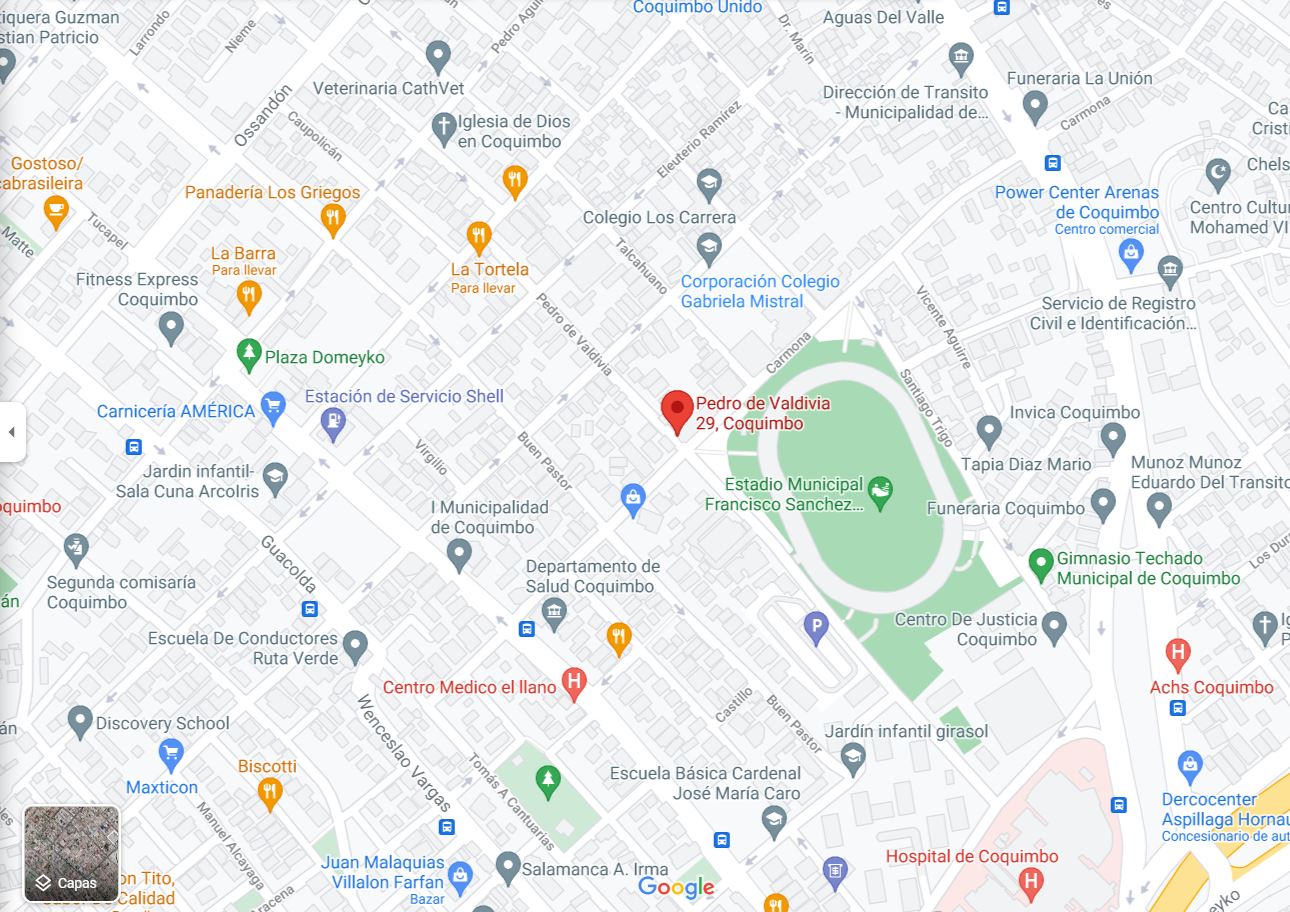 tiquera Guzman
stian Patricio
Larrondo
Nieme
Pedro Agui
Coquimbo Unido
Dr. Marín
Aguas Del Valle
Veterinaria CathVet
Dirección de Transito
- Municipalidad de...
Funeraria La Unión
Carmona
Ossandón
Caupolicán
Iglesia de Dios
en Coquimbo
Eleuterio Ramírez
Ca
Cristi
Gostoso/
cabrasileira
Panadería Los Griegos
Colegio Los Carrera
Power Center Arenas
de Coquimbo
Centro comercial
Chels
Centro Cultu
Mohamed VI
Matte
Tucapel
La Barra
Para llevar
La Tortela
Para llevar
Talcahuano
Corporación Colegio
Gabriela Mistral
Fitness Express
Coquimbo
Pedro de Valdivia
Vicente Aguirre
Servicio de Registro
Civil e Identificación...
Plaza Domeyko
Carmona
Santiago Trigo
Carnicería AMÉRICA
Estación de Servicio Shell
Pedro de Valdivia
29, Coquimbo
Invica Coquimbo
Tapia Diaz Mario
Munoz Munoz
Eduardo Del Transito
Jardin infantil-
Sala Cuna ArcoIris
Virgilio
Buen Pastor
Estadio Municipal
Francisco Sanchez...
Funeraria Coquimbo
oquimbo
I Municipalidad
de Coquimbo
Guacolda
Los Dur
Segunda comisaría
Coquimbo
Departamento de
Salud Coquimbo
Gimnasio Techado
Municipal de Coquimbo
án
P
Centro De Justicia
Coquimbo
Escuela De Conductores
Ruta Verde
Centro Medico el llano
H
H
Achs Coquimbo
Discovery School
Wenceslao Vargas
Castillo
Buen Pastor
Jardín infantil girasol
án
Maxticon
Biscotti
Tomás A Cantuarias
Escuela Básica Cardenal
José María Caro
Dercocenter
Aspillaga Hornau
Concesionario de aut
Manuel Alcayaga
Juan Malaquias
Villalon Farfan
Bazar
Salamanca A. Irma
Hospital de Coquimbo
H
Capas
on Tito,
Calidad
Aracena
Google
eyko